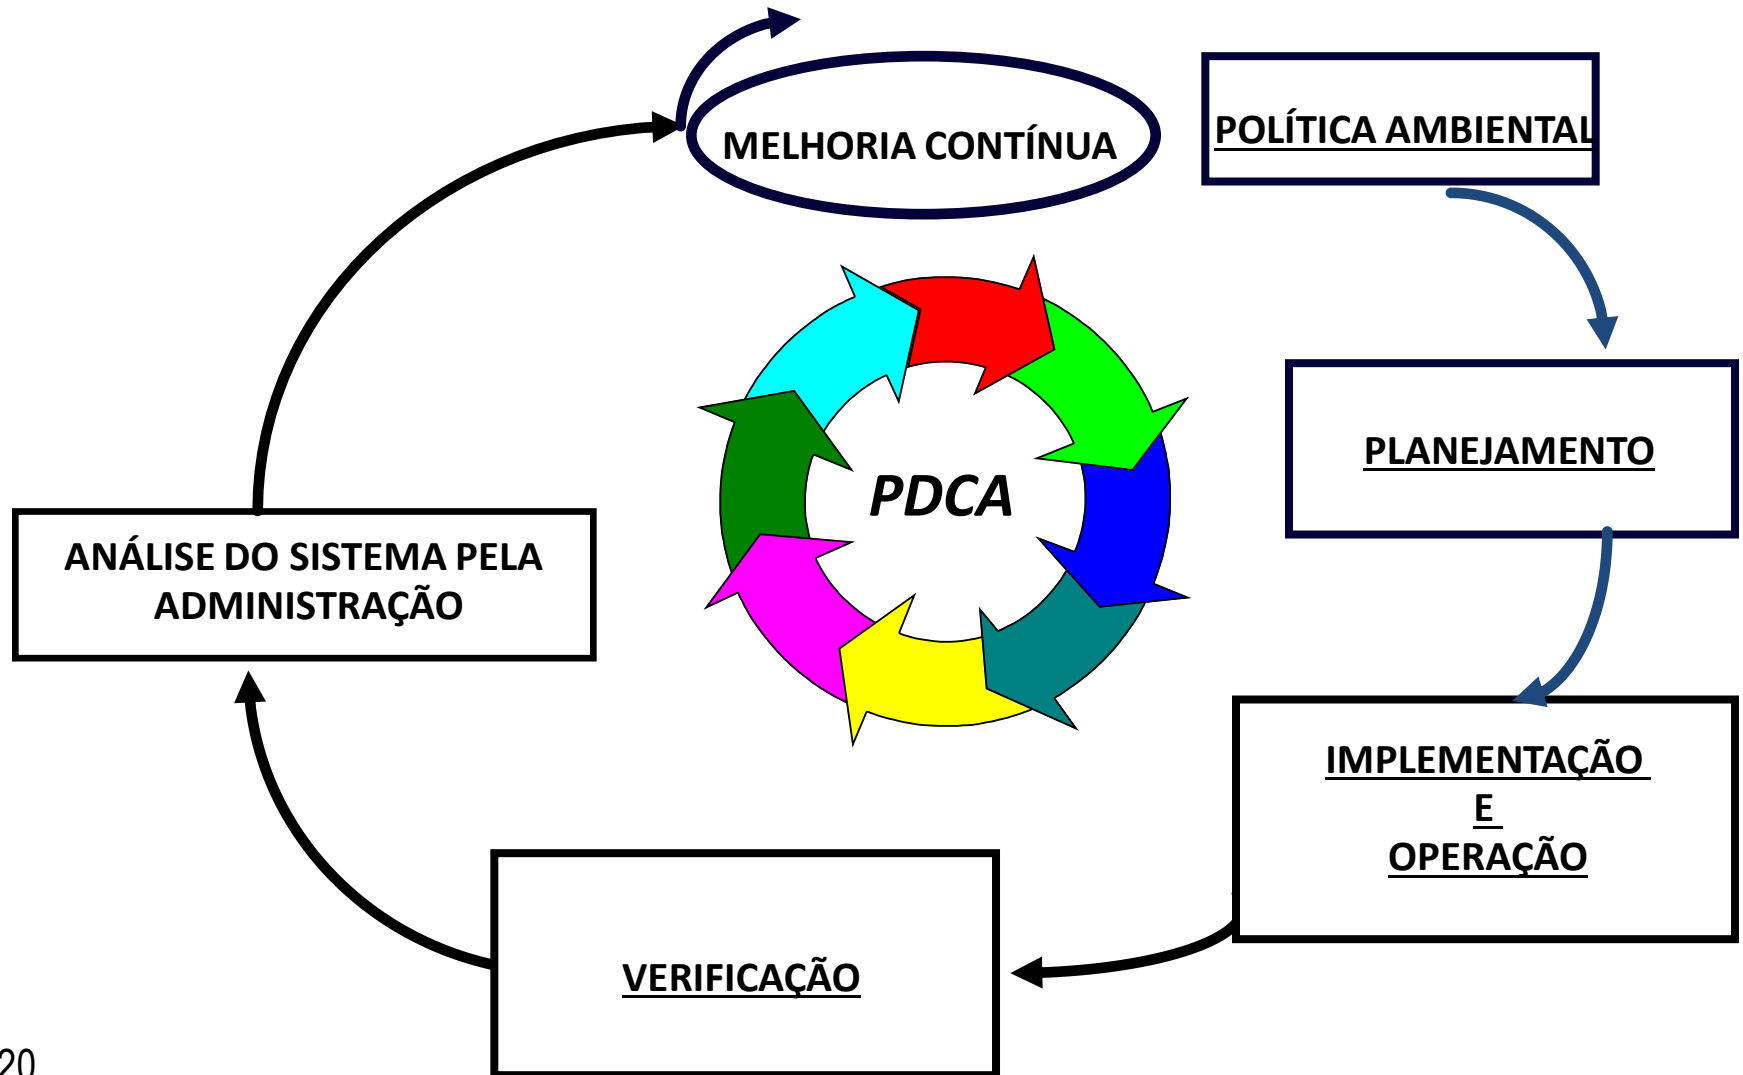 MELHORIA CONTÍNUA
POLÍTICA AMBIENTAL
PLANEJAMENTO
PDCA
ANÁLISE DO SISTEMA PELA
ADMINISTRAÇÃO
IMPLEMENTAÇÃO
E
OPERAÇÃO
VERIFICAÇÃO
20